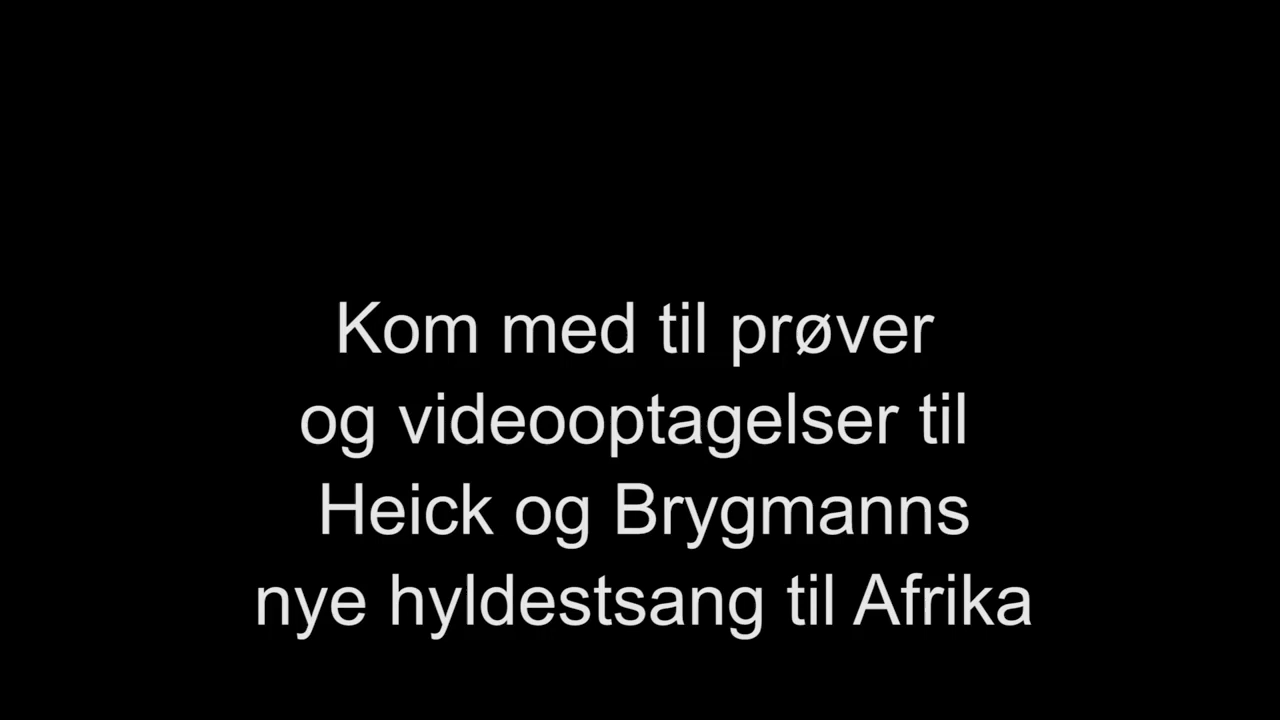 Kom med til prøver
og videooptagelser til
Heick og Brygmanns
nye hyldestsang til Afrika